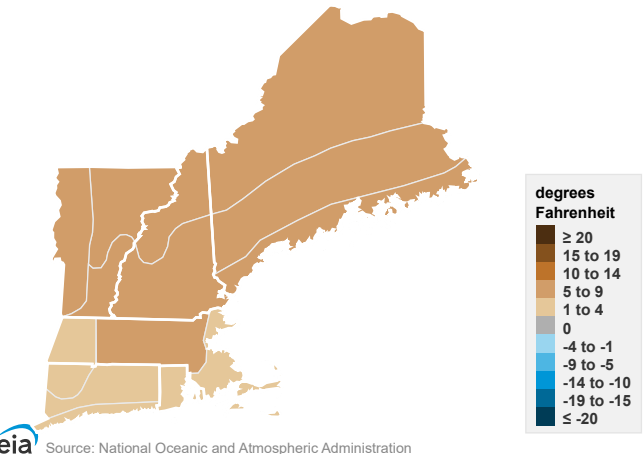 degrees
Fahrenheit
≥ 20
15 to 19
10 to 14
5 to 9
1 to 4
0
-4 to -1
-9 to -5
-14 to -10
-19 to -15
≤ -20
eia Source: National Oceanic and Atmospheric Administration